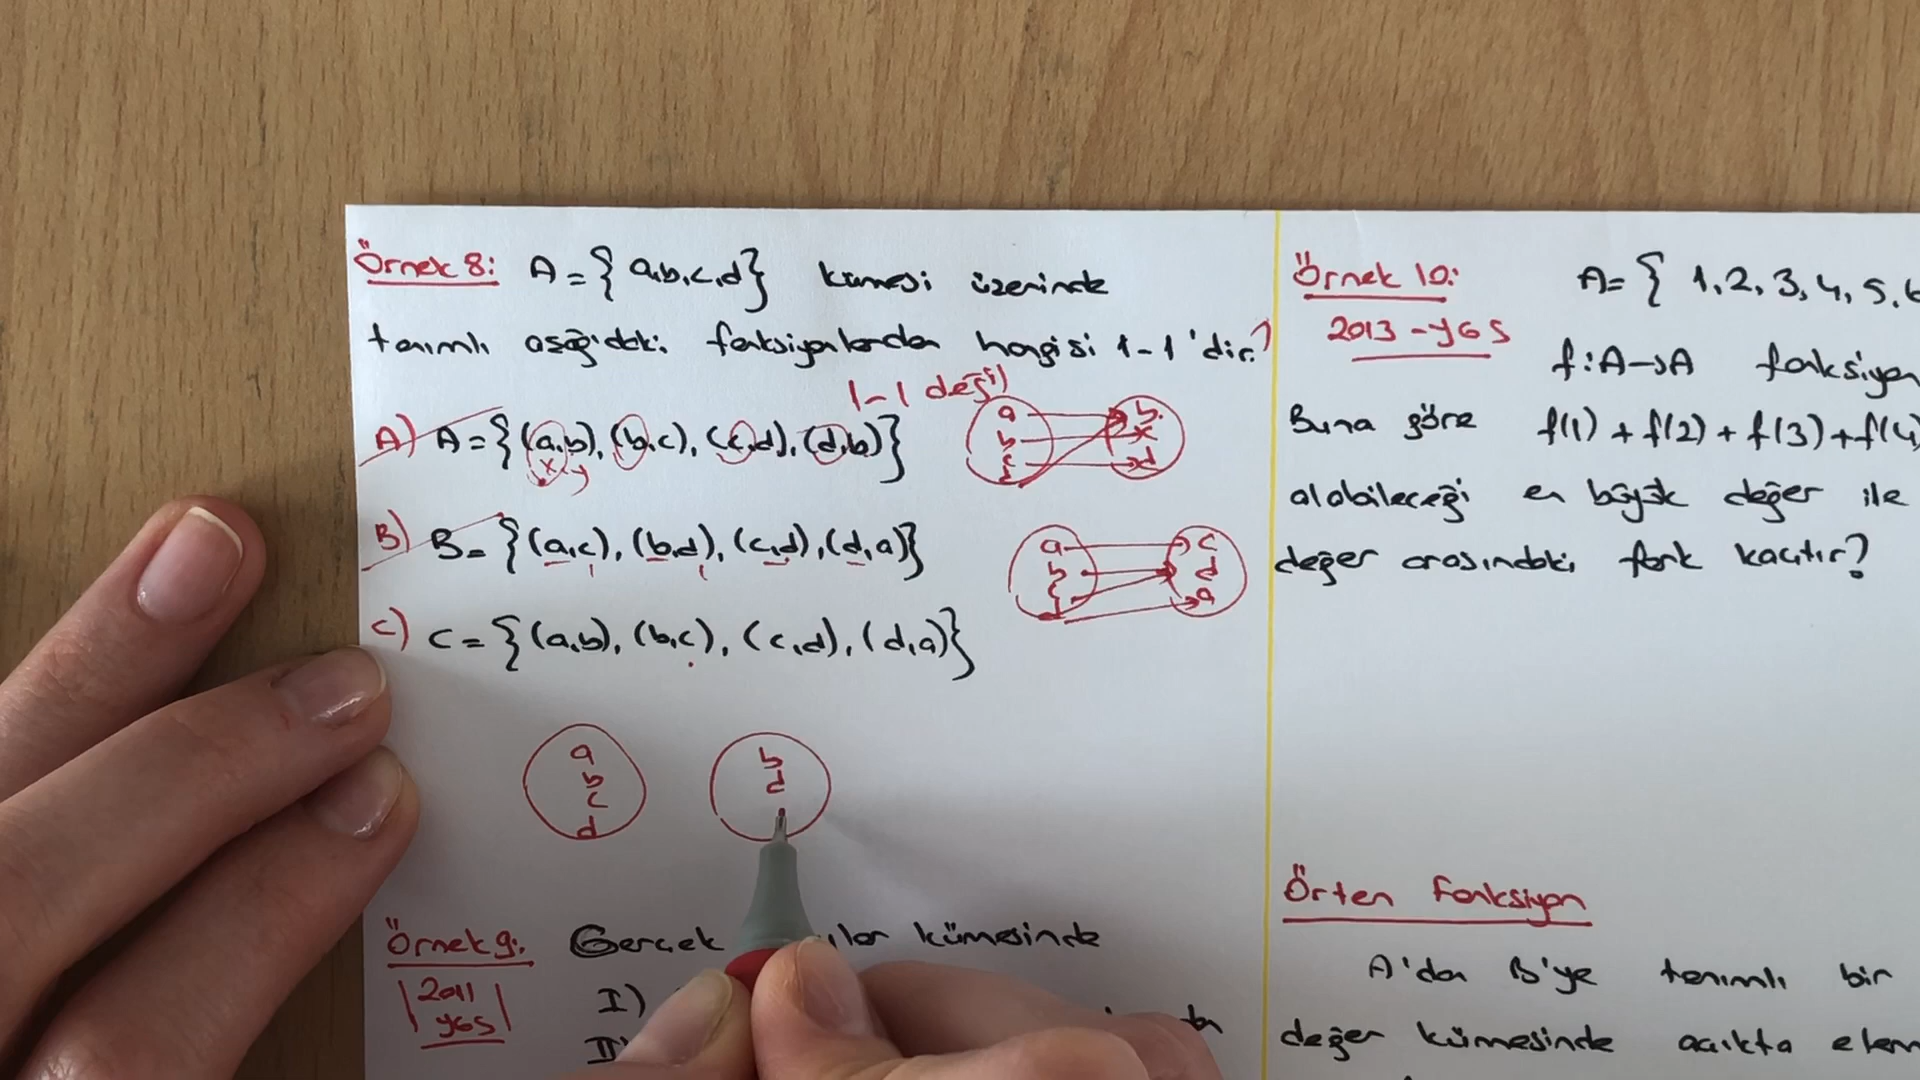 Örnek 8: A = { a,b,c,d} kümesi üzerinde
tanımlı aşağıdaki fonksiyonlardan hangisi 1-1'dir?
1-1 değil
A) A = {(a,b), (b,c), (c,d), (d,b)}
x y
a b
b c
c d
d
B) B = {(a,c), (b,d), (c,d), (d,a)}
a c
b d
c a
d
C) C = {(a,b), (b,c), (c,d), (d,a)}
a b
b d
c
d
Örnek 9: Gerçek kümesinde
2011
YGS
I)
II)
Örnek 10: A= { 1,2,3,4,5,6
2013 - YGS
f:A→A fonksiyon
Buna göre f(1) + f(2) + f(3) + f(4)
alabileceği en büyük değer ile
değer arasındaki fark kaçtır?
Örten Fonksiyon
A'dan B'ye tanımlı bir
değer kümesinde açıkta elem